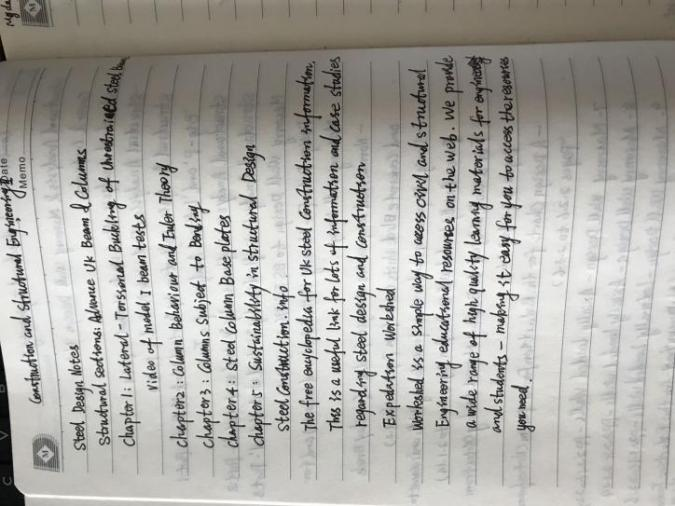 Construction and Structural Engineering
Date
Memo
Steel Design Notes
Structural sections: Advance UK Beam & Columns
Chapter 1: Lateral-Torsional Buckling of Unrestrained steel
Video of model I beam tests
Chapter 2: Column Behaviour and Euler Theory
Chapter 3: Columns Subject to Bending
Chapter 4: Steel Column Base plates
Chapter 5: Sustainability in structural Design
Steel Construction.info
The free encyclopedia for UK steel Construction information.
This is a useful link for lots of information and case studies
regarding steel design and construction
Expedition Workshed
Workshed is a simple way to access civil and structural
Engineering educational resources on the web. We provide
a wide range of high quality learning materials for engineers
and students - making it easy for you to access the resources
you need.